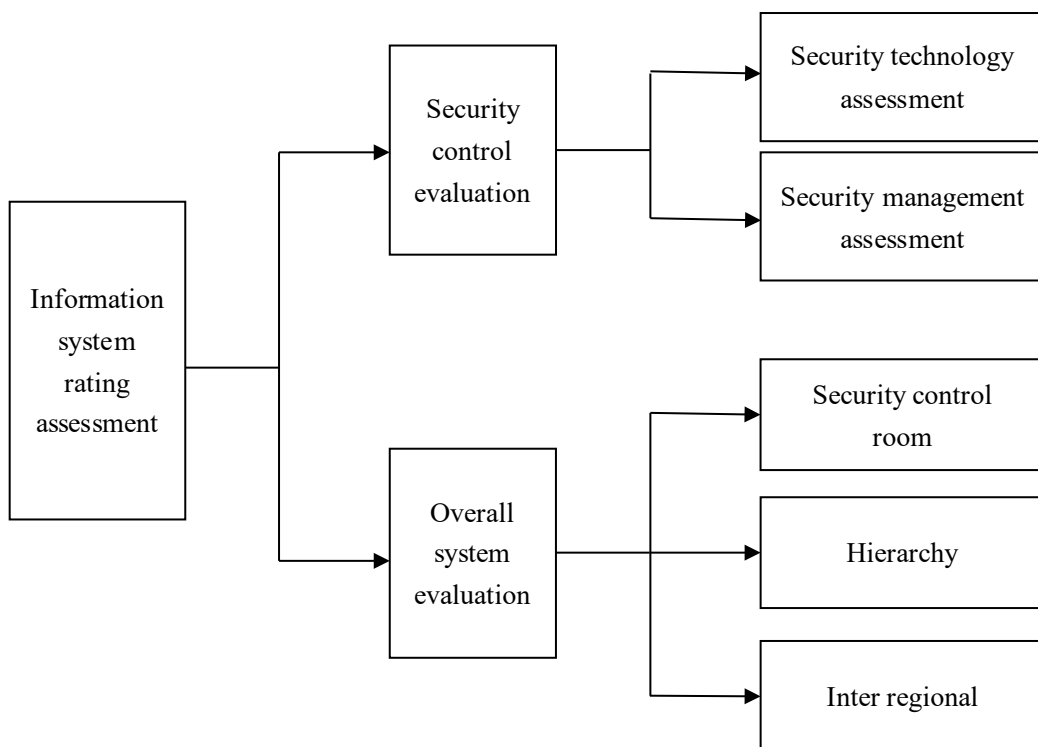 Information
system
rating
assessment
Security
control
evaluation
Security technology
assessment
Security management
assessment
Overall
system
evaluation
Security control
room
Hierarchy
Inter regional